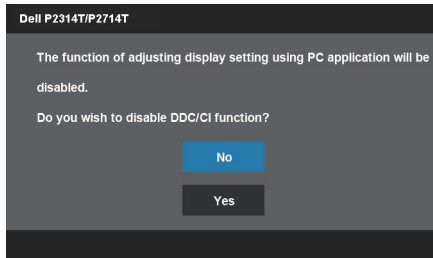 Dell P2314T/P2714T
The function of adjusting display setting using PC application will be
disabled.
Do you wish to disable DDC/CI function?
No
Yes